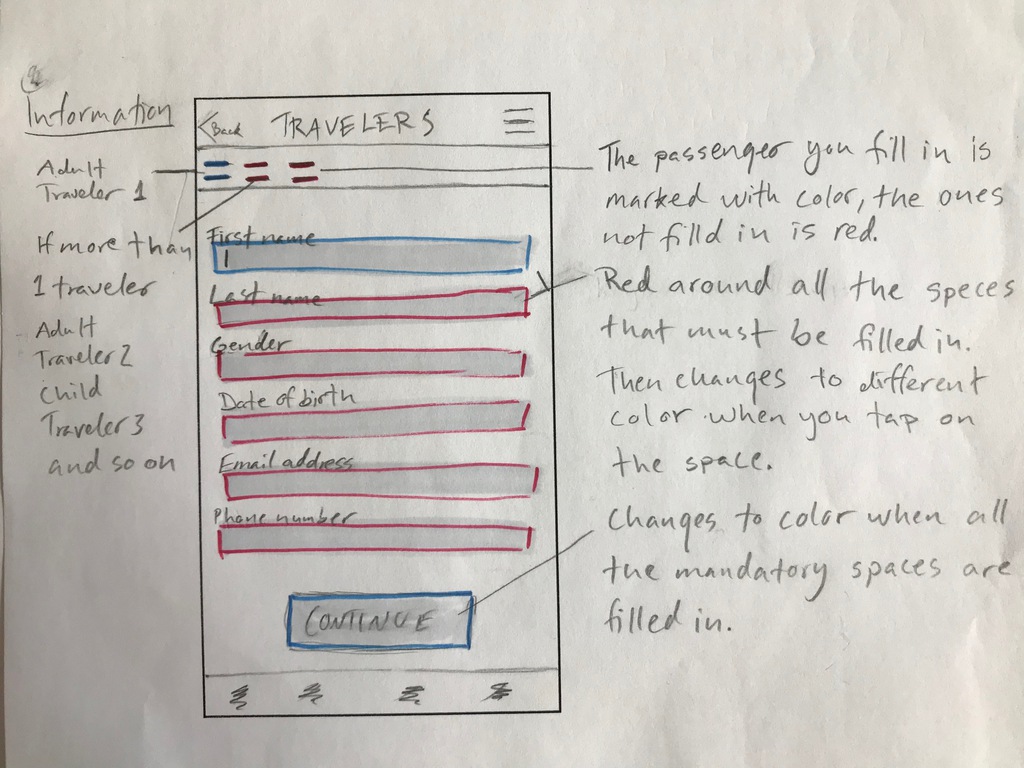 Information
Adult
Traveler 1
If more than
1 traveler
Adult
Traveler 2
Child
Traveler 3
and so on
<Back TRAVELERS
First name
Last name
Gender
Date of birth
Email address
Phone number
CONTINUE
The passenger you fill in is
marked with color, the ones
not filld in is red.
Red around all the speces
that must be filled in.
Then changes to different
color when you tap on
the space.
Changes to color when all
the mandatory spaces are
filled in.